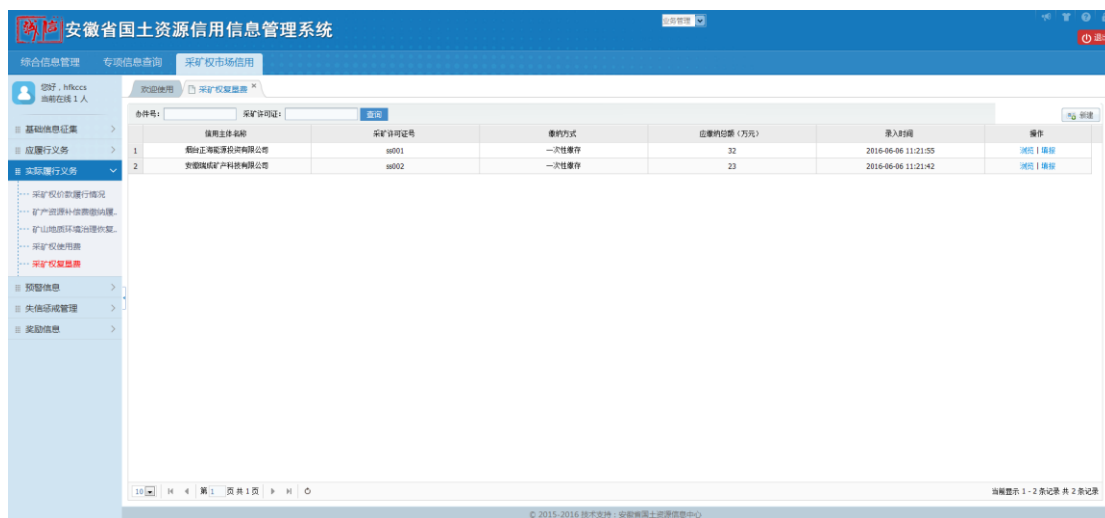 诚信 安徽省国土资源信用信息管理系统
业务管理
退出
综合信息管理 专项信息查询 采矿权市场信用
您好，hfkccs
当前在线 1 人
欢迎使用 采矿权复垦费 ×
办件号： 采矿许可证： 查询
新建
基础信息征集
应履行义务
实际履行义务
采矿权价款履行情况
矿产资源补偿费缴纳履..
矿山地质环境治理恢复..
采矿权使用费
采矿权复垦费
预警信息
失信惩戒管理
奖励信息
信用主体名称 采矿许可证号 缴纳方式 应缴纳总额（万元） 录入时间 操作
1 烟台正海能源投资有限公司 ss001 一次性缴存 32 2016-06-06 11:21:55 浏览 | 填报
2 安徽瑞成矿产科技有限公司 ss002 一次性缴存 23 2016-06-06 11:21:42 浏览 | 填报
10 第 1 页共1页
当前显示 1 - 2 条记录 共 2 条记录
© 2015-2016 技术支持：安徽省国土资源信息中心